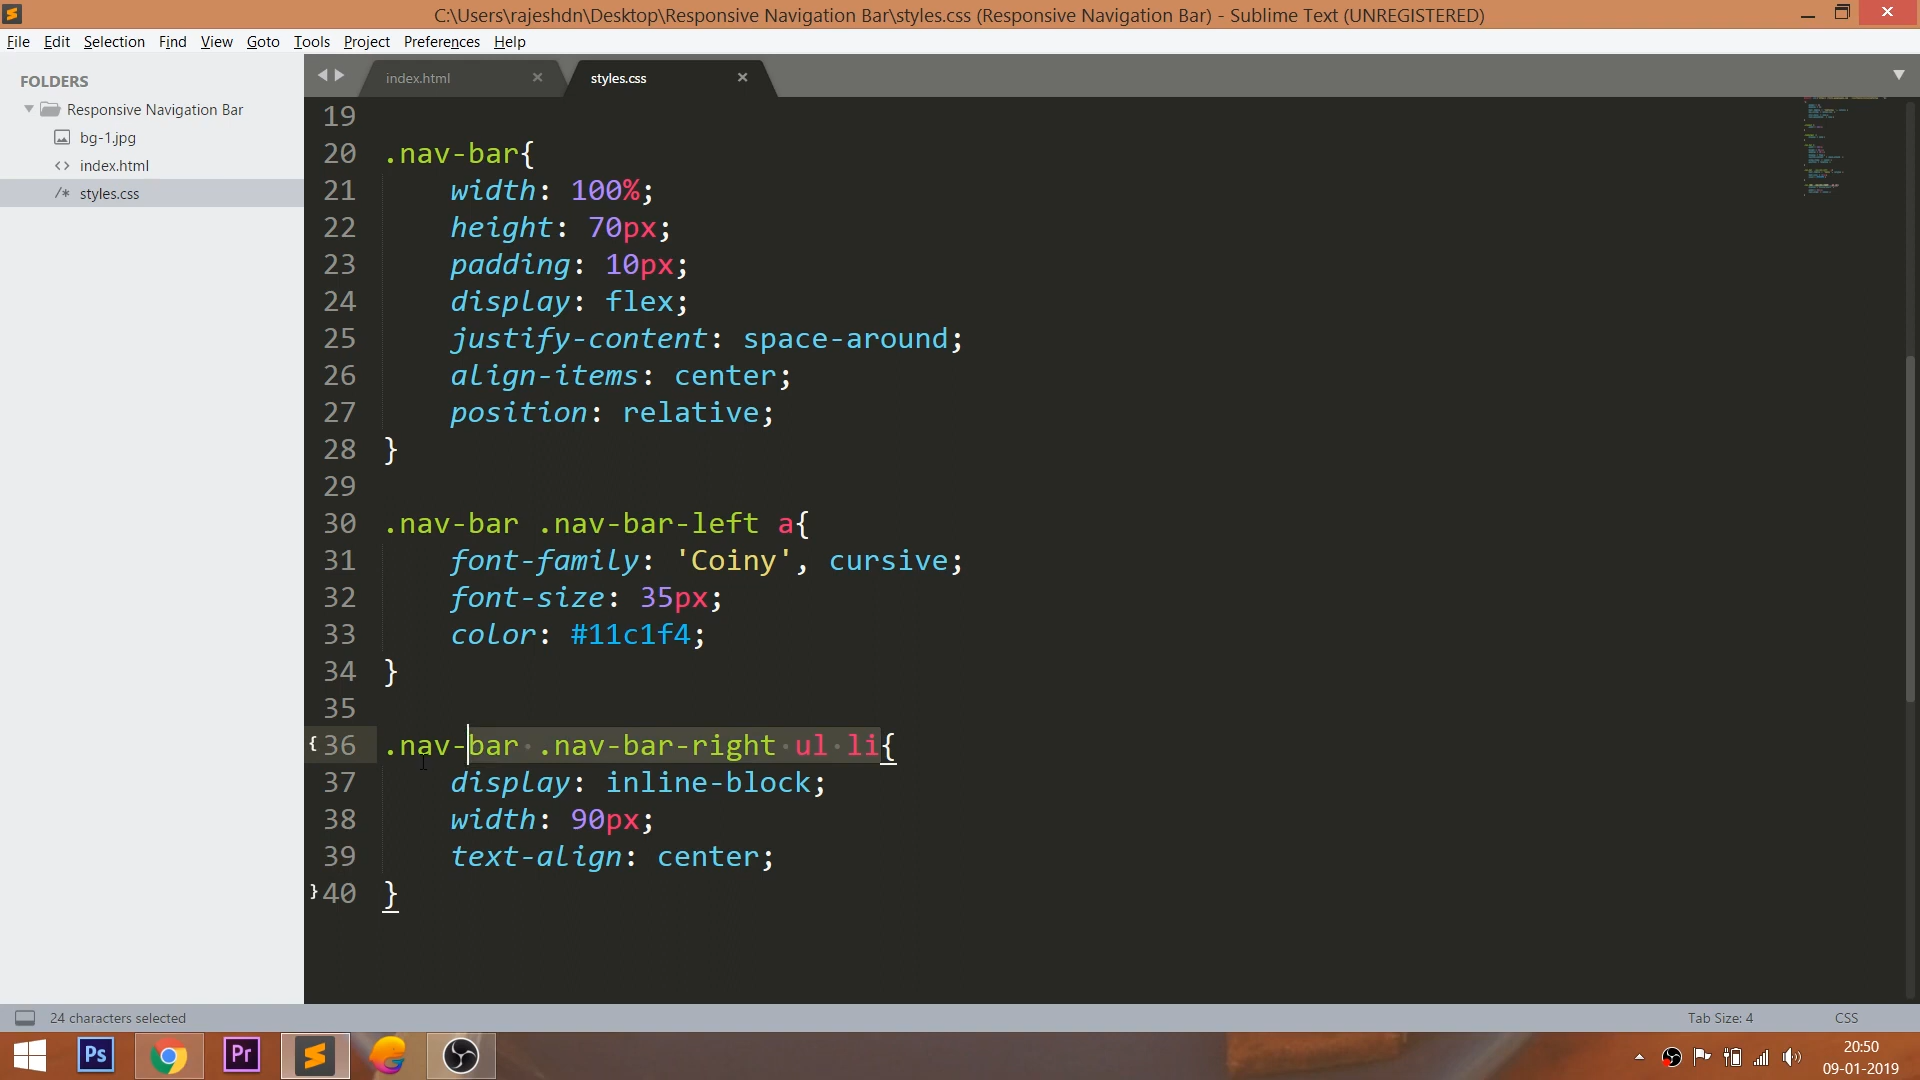 C:\Users\rajeshdn\Desktop\Responsive Navigation Bar\styles.css (Responsive Navigation Bar) - Sublime Text (UNREGISTERED)
File Edit Selection Find View Goto Tools Project Preferences Help
FOLDERS
Responsive Navigation Bar
bg-1.jpg
<> index.html
/* styles.css
index.html × styles.css ×
19
20 .nav-bar{
21 width: 100%;
22 height: 70px;
23 padding: 10px;
24 display: flex;
25 justify-content: space-around;
26 align-items: center;
27 position: relative;
28 }
29
30 .nav-bar .nav-bar-left a{
31 font-family: 'Coiny', cursive;
32 font-size: 35px;
33 color: #11c1f4;
34 }
35
{ 36 .nav-bar .nav-bar-right ul li{
37 display: inline-block;
38 width: 90px;
39 text-align: center;
} 40 }
24 characters selected Tab Size: 4 CSS
Ps Pr
20:50
09-01-2019